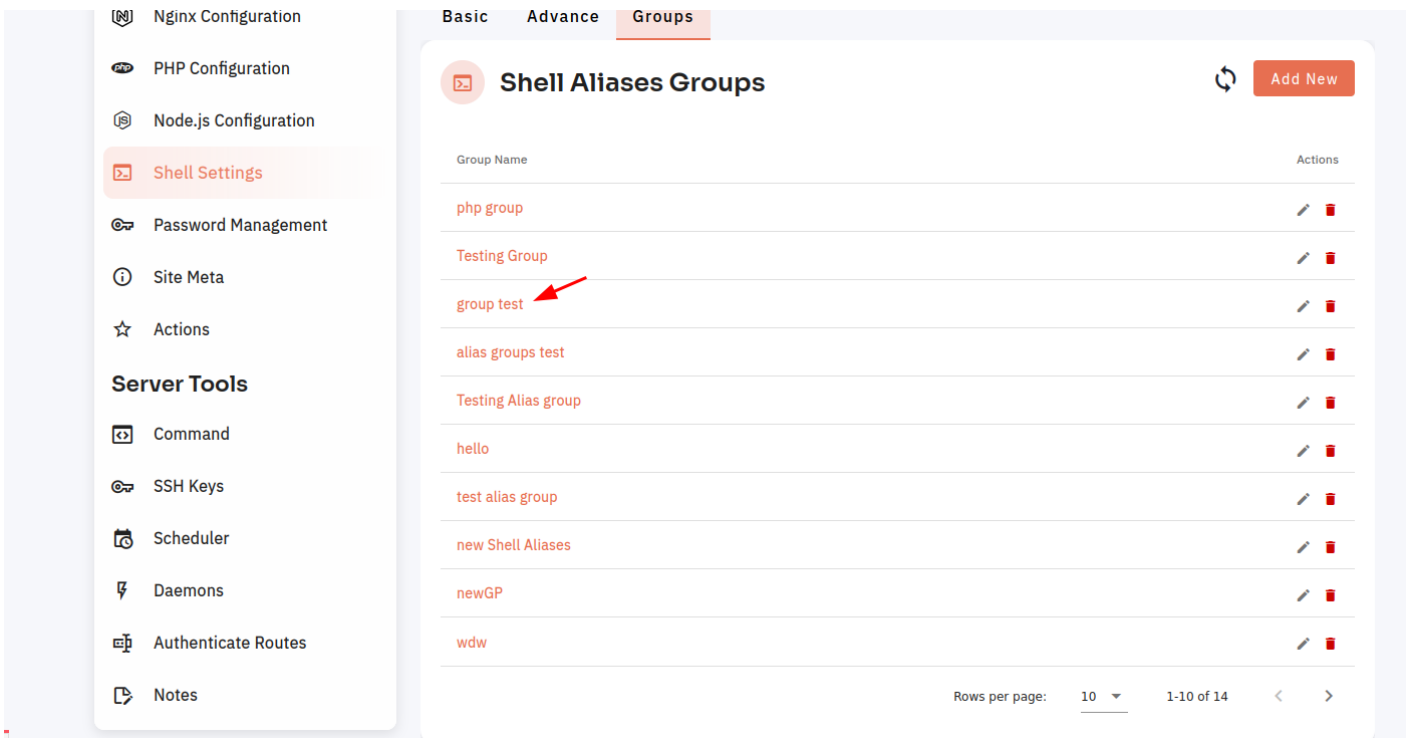 Nginx Configuration
PHP Configuration
Node.js Configuration
Shell Settings
Password Management
Site Meta
Actions
Server Tools
Command
SSH Keys
Scheduler
Daemons
Authenticate Routes
Notes
Basic Advance Groups
Shell Aliases Groups
Add New
Group Name Actions
php group
Testing Group
group test
alias groups test
Testing Alias group
hello
test alias group
new Shell Aliases
newGP
wdw
Rows per page: 10 1-10 of 14